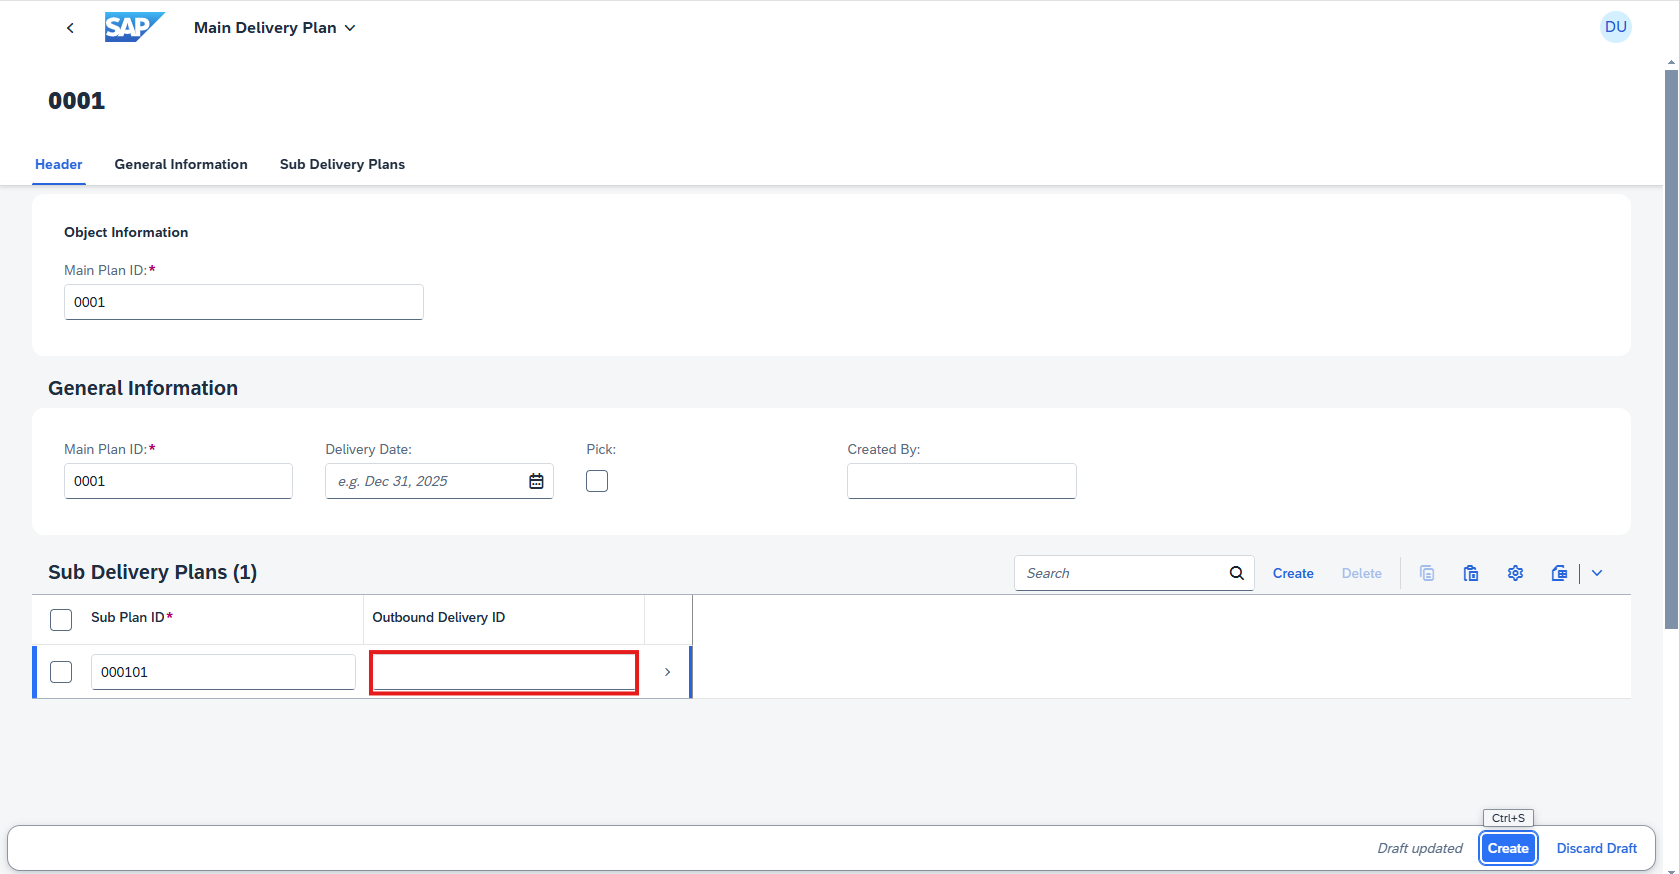 SAP Main Delivery Plan DU
0001
Header General Information Sub Delivery Plans
Object Information
Main Plan ID:*
0001
General Information
Main Plan ID:* Delivery Date: Pick: Created By:
0001 e.g. Dec 31, 2025
Sub Delivery Plans (1) Search Create Delete
Sub Plan ID* Outbound Delivery ID
000101
Ctrl+S
Draft updated Create Discard Draft